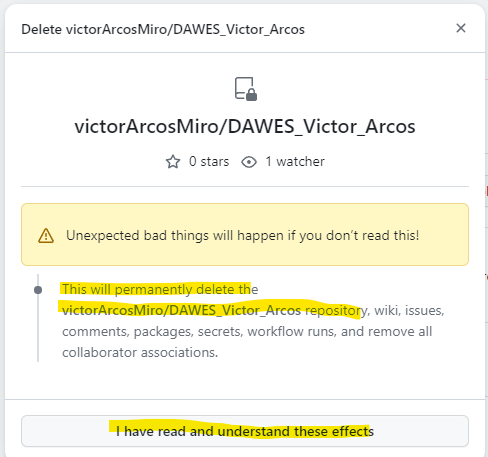 Delete victorArcosMiro/DAWES_Victor_Arcos
victorArcosMiro/DAWES_Victor_Arcos
0 stars 1 watcher
Unexpected bad things will happen if you don't read this!
This will permanently delete the
victorArcosMiro/DAWES_Victor_Arcos repository, wiki, issues,
comments, packages, secrets, workflow runs, and remove all
collaborator associations.
I have read and understand these effects